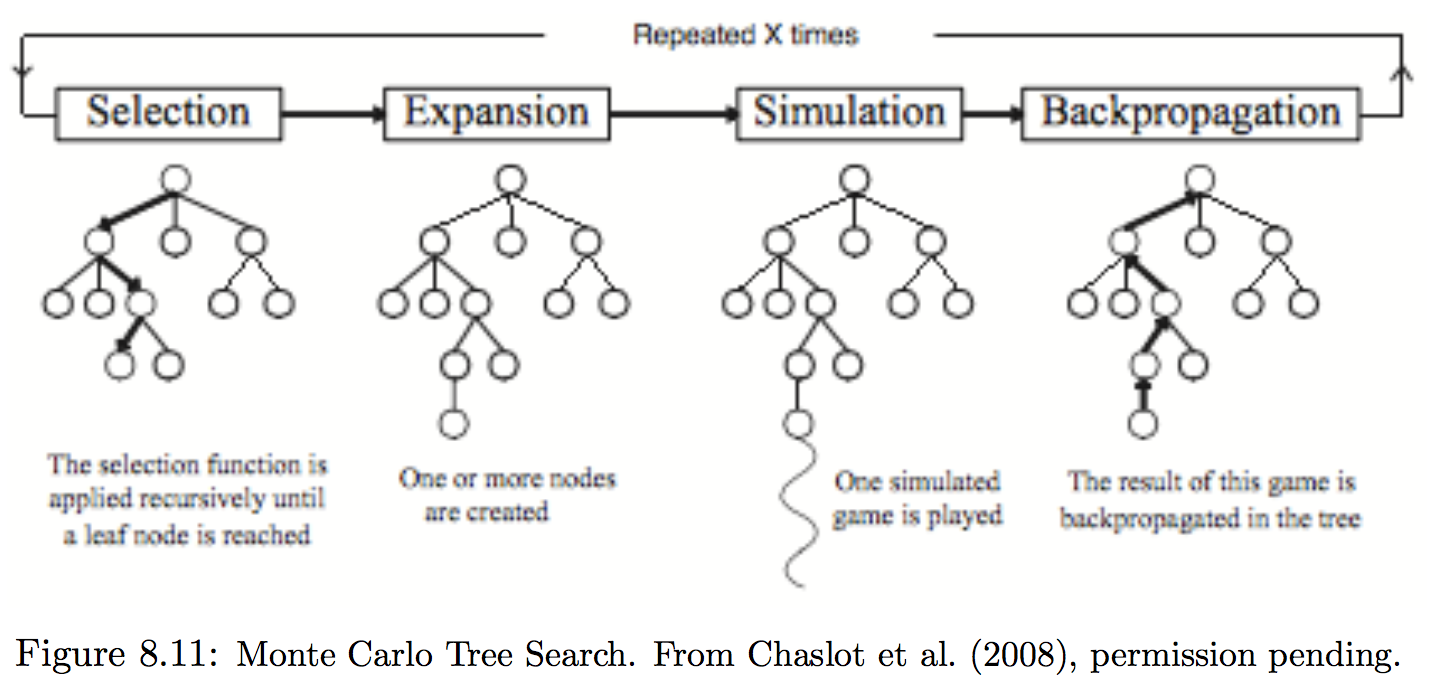 Repeated X times
Selection
Expansion
Simulation
Backpropagation
The selection function is
applied recursively until
a leaf node is reached
One or more nodes
are created
One simulated
game is played
The result of this game is
backpropagated in the tree
Figure 8.11: Monte Carlo Tree Search. From Chaslot et al. (2008), permission pending.